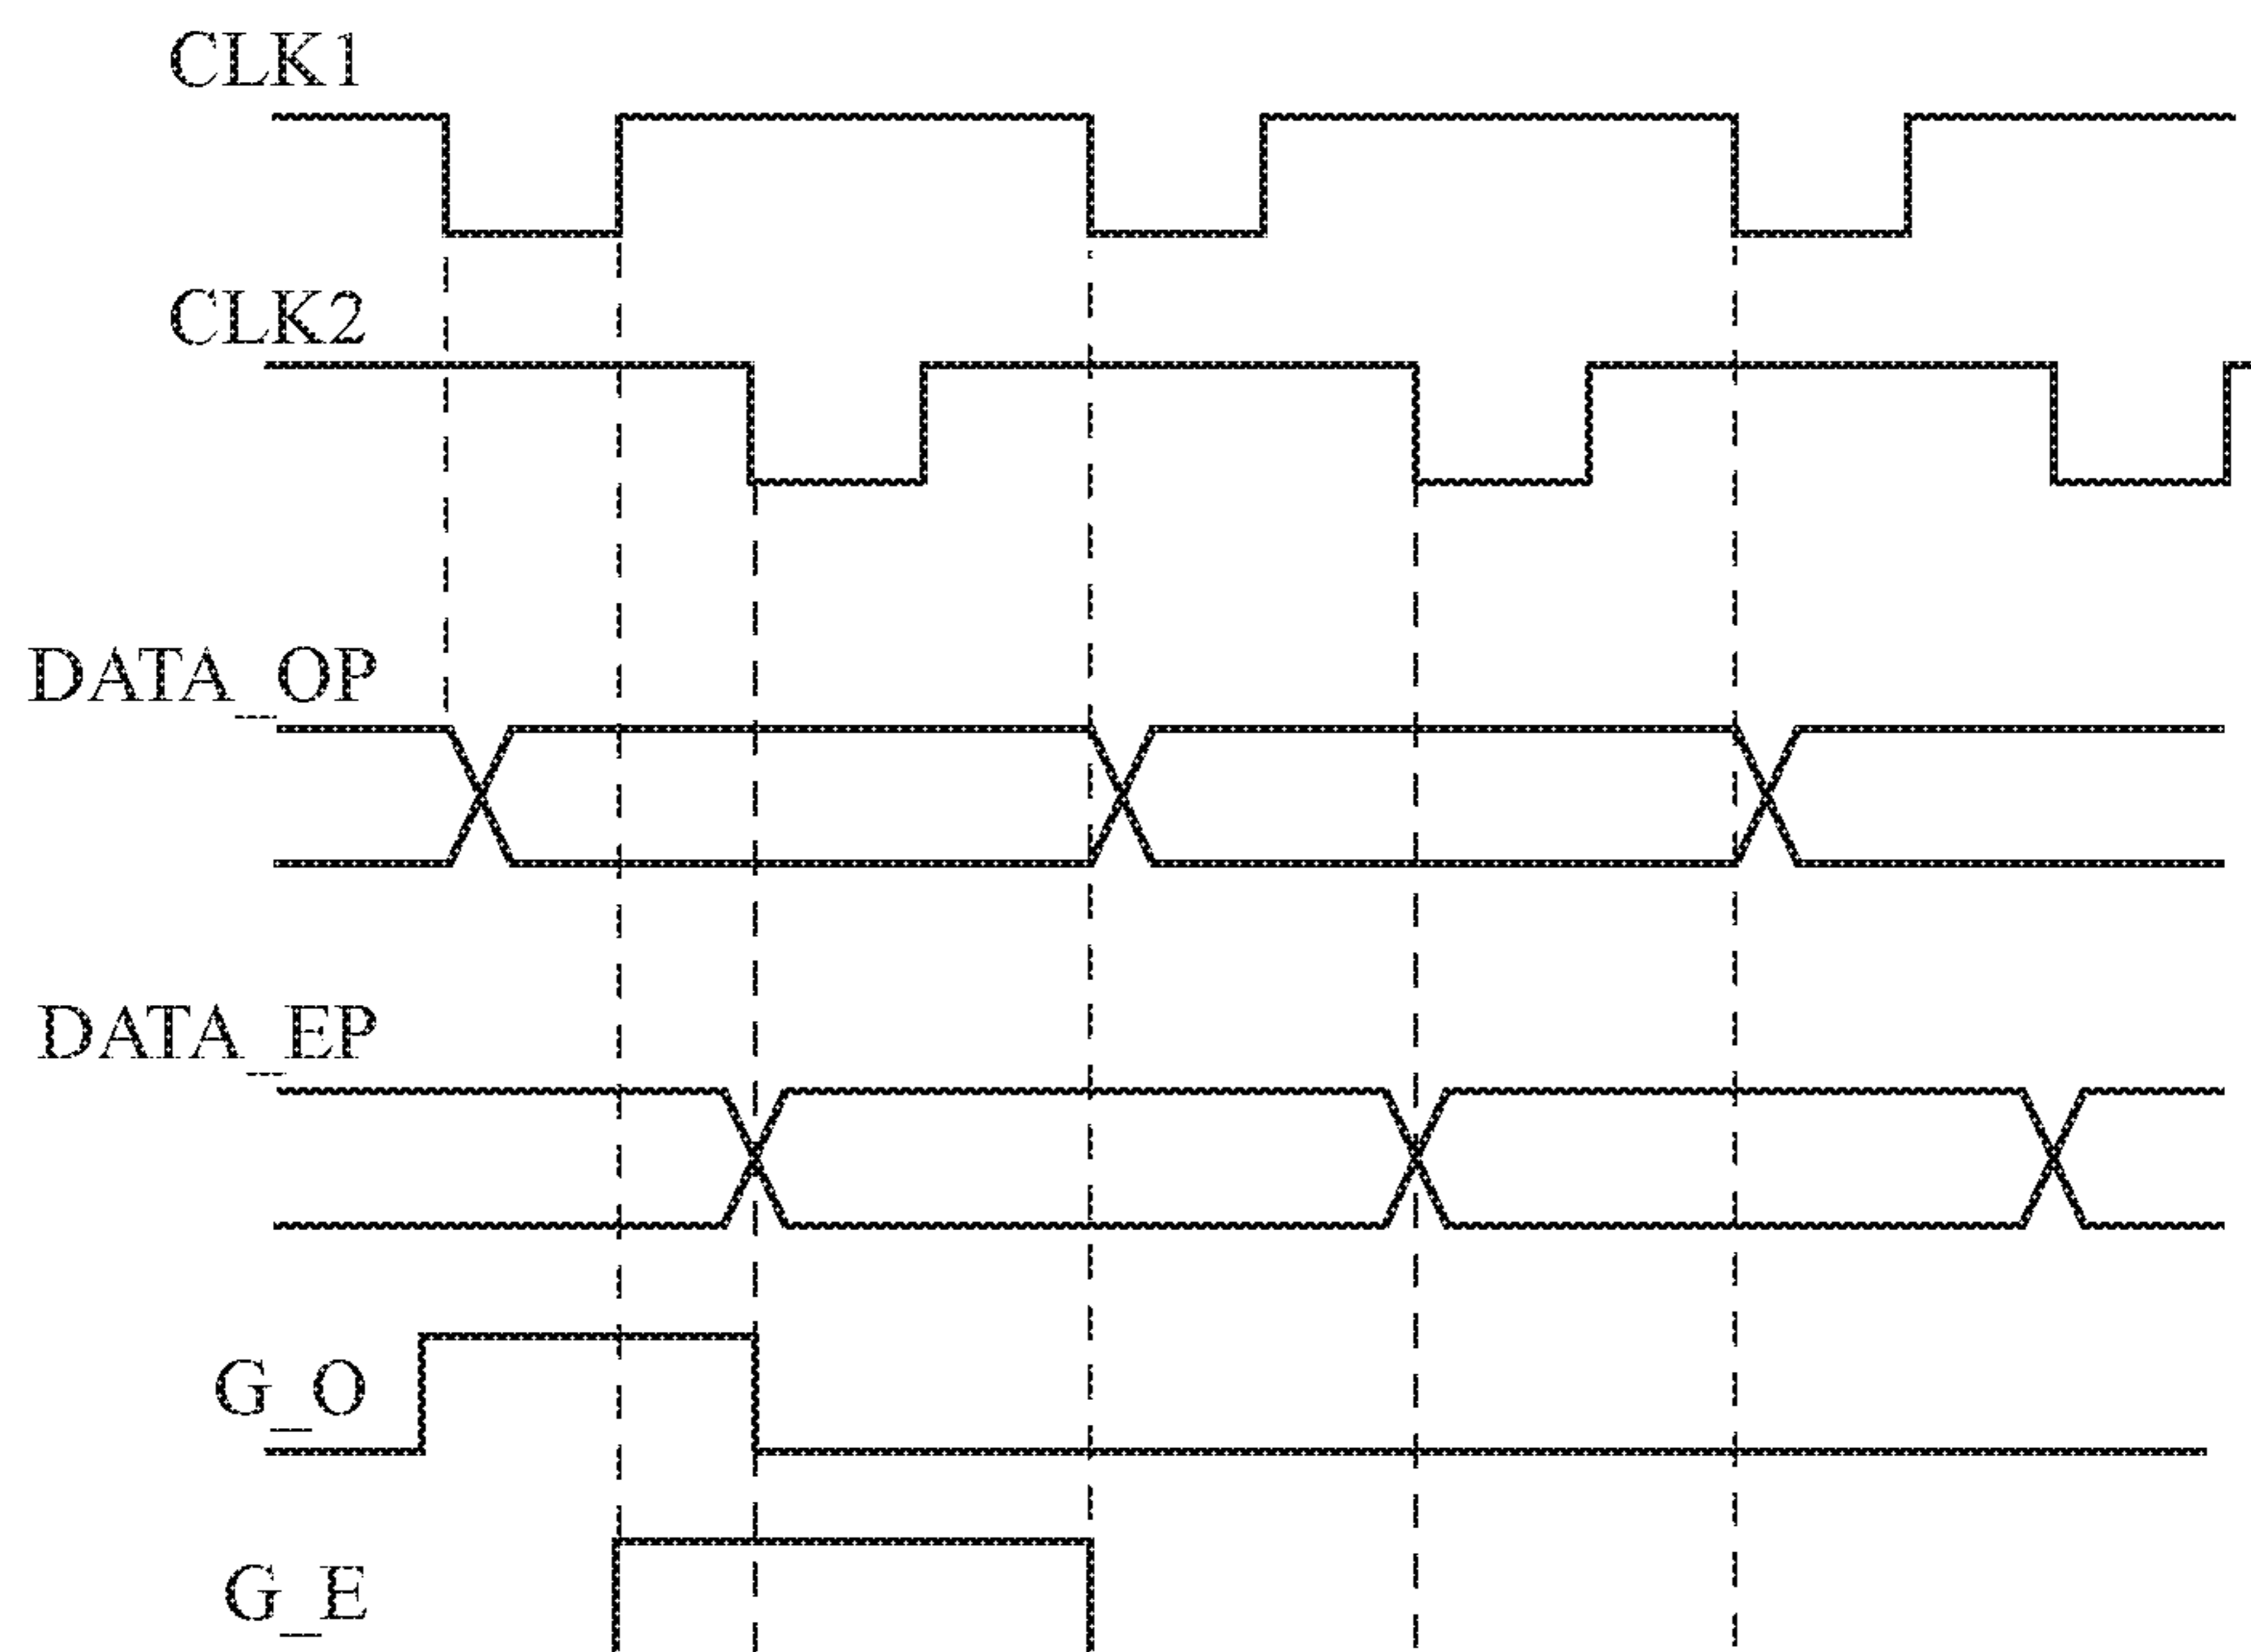 CLK1
CLK2
DATA_OP
DATA_EP
G_O
G_E